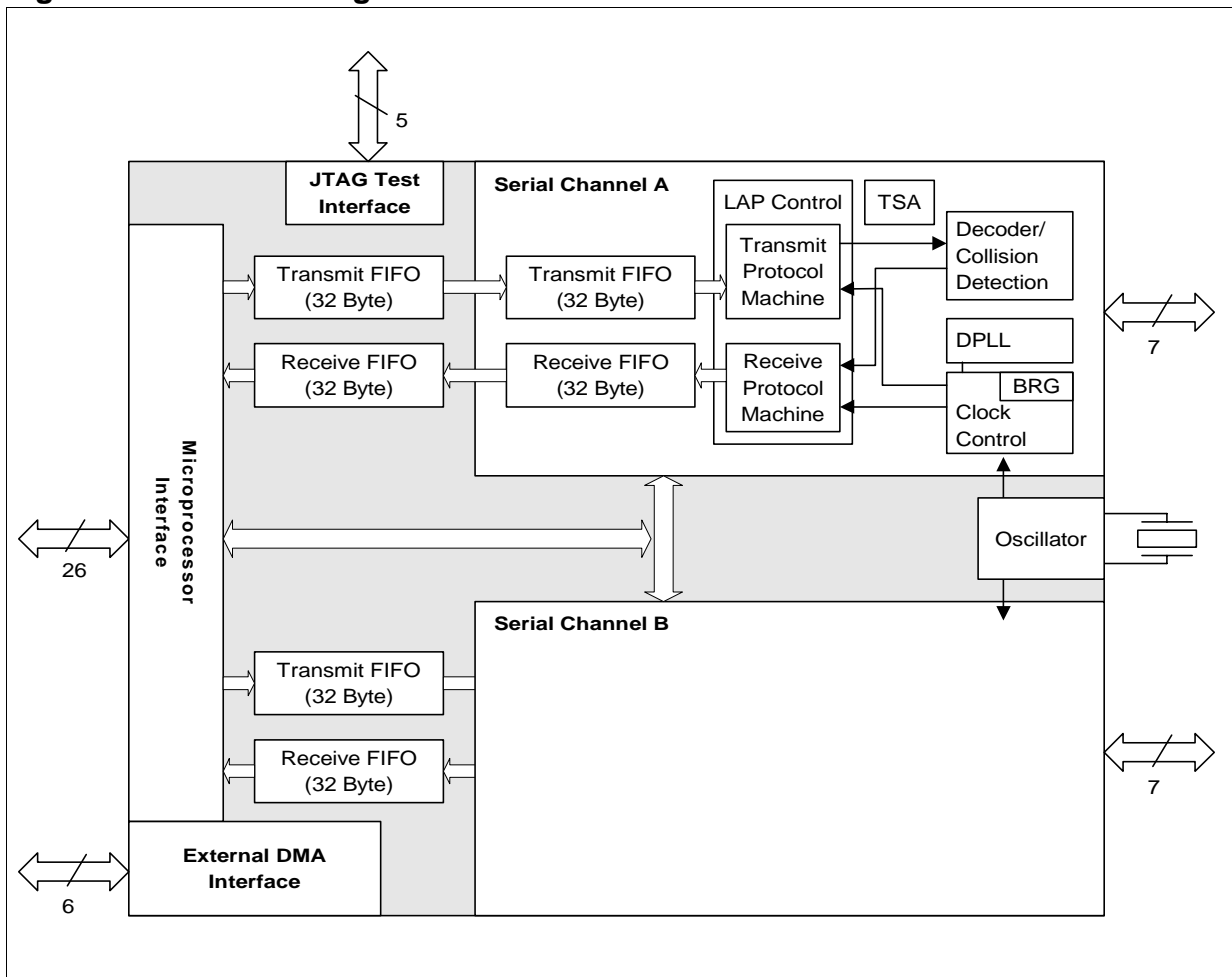 5
JTAG Test
Interface
Serial Channel A
LAP Control
TSA
Transmit
Protocol
Machine
Decoder/
Collision
Detection
Transmit FIFO
(32 Byte)
Transmit FIFO
(32 Byte)
7
DPLL
Receive FIFO
(32 Byte)
Receive FIFO
(32 Byte)
Receive
Protocol
Machine
BRG
Clock
Control
Microprocessor
Interface
26
Oscillator
Serial Channel B
Transmit FIFO
(32 Byte)
Receive FIFO
(32 Byte)
7
External DMA
Interface
6